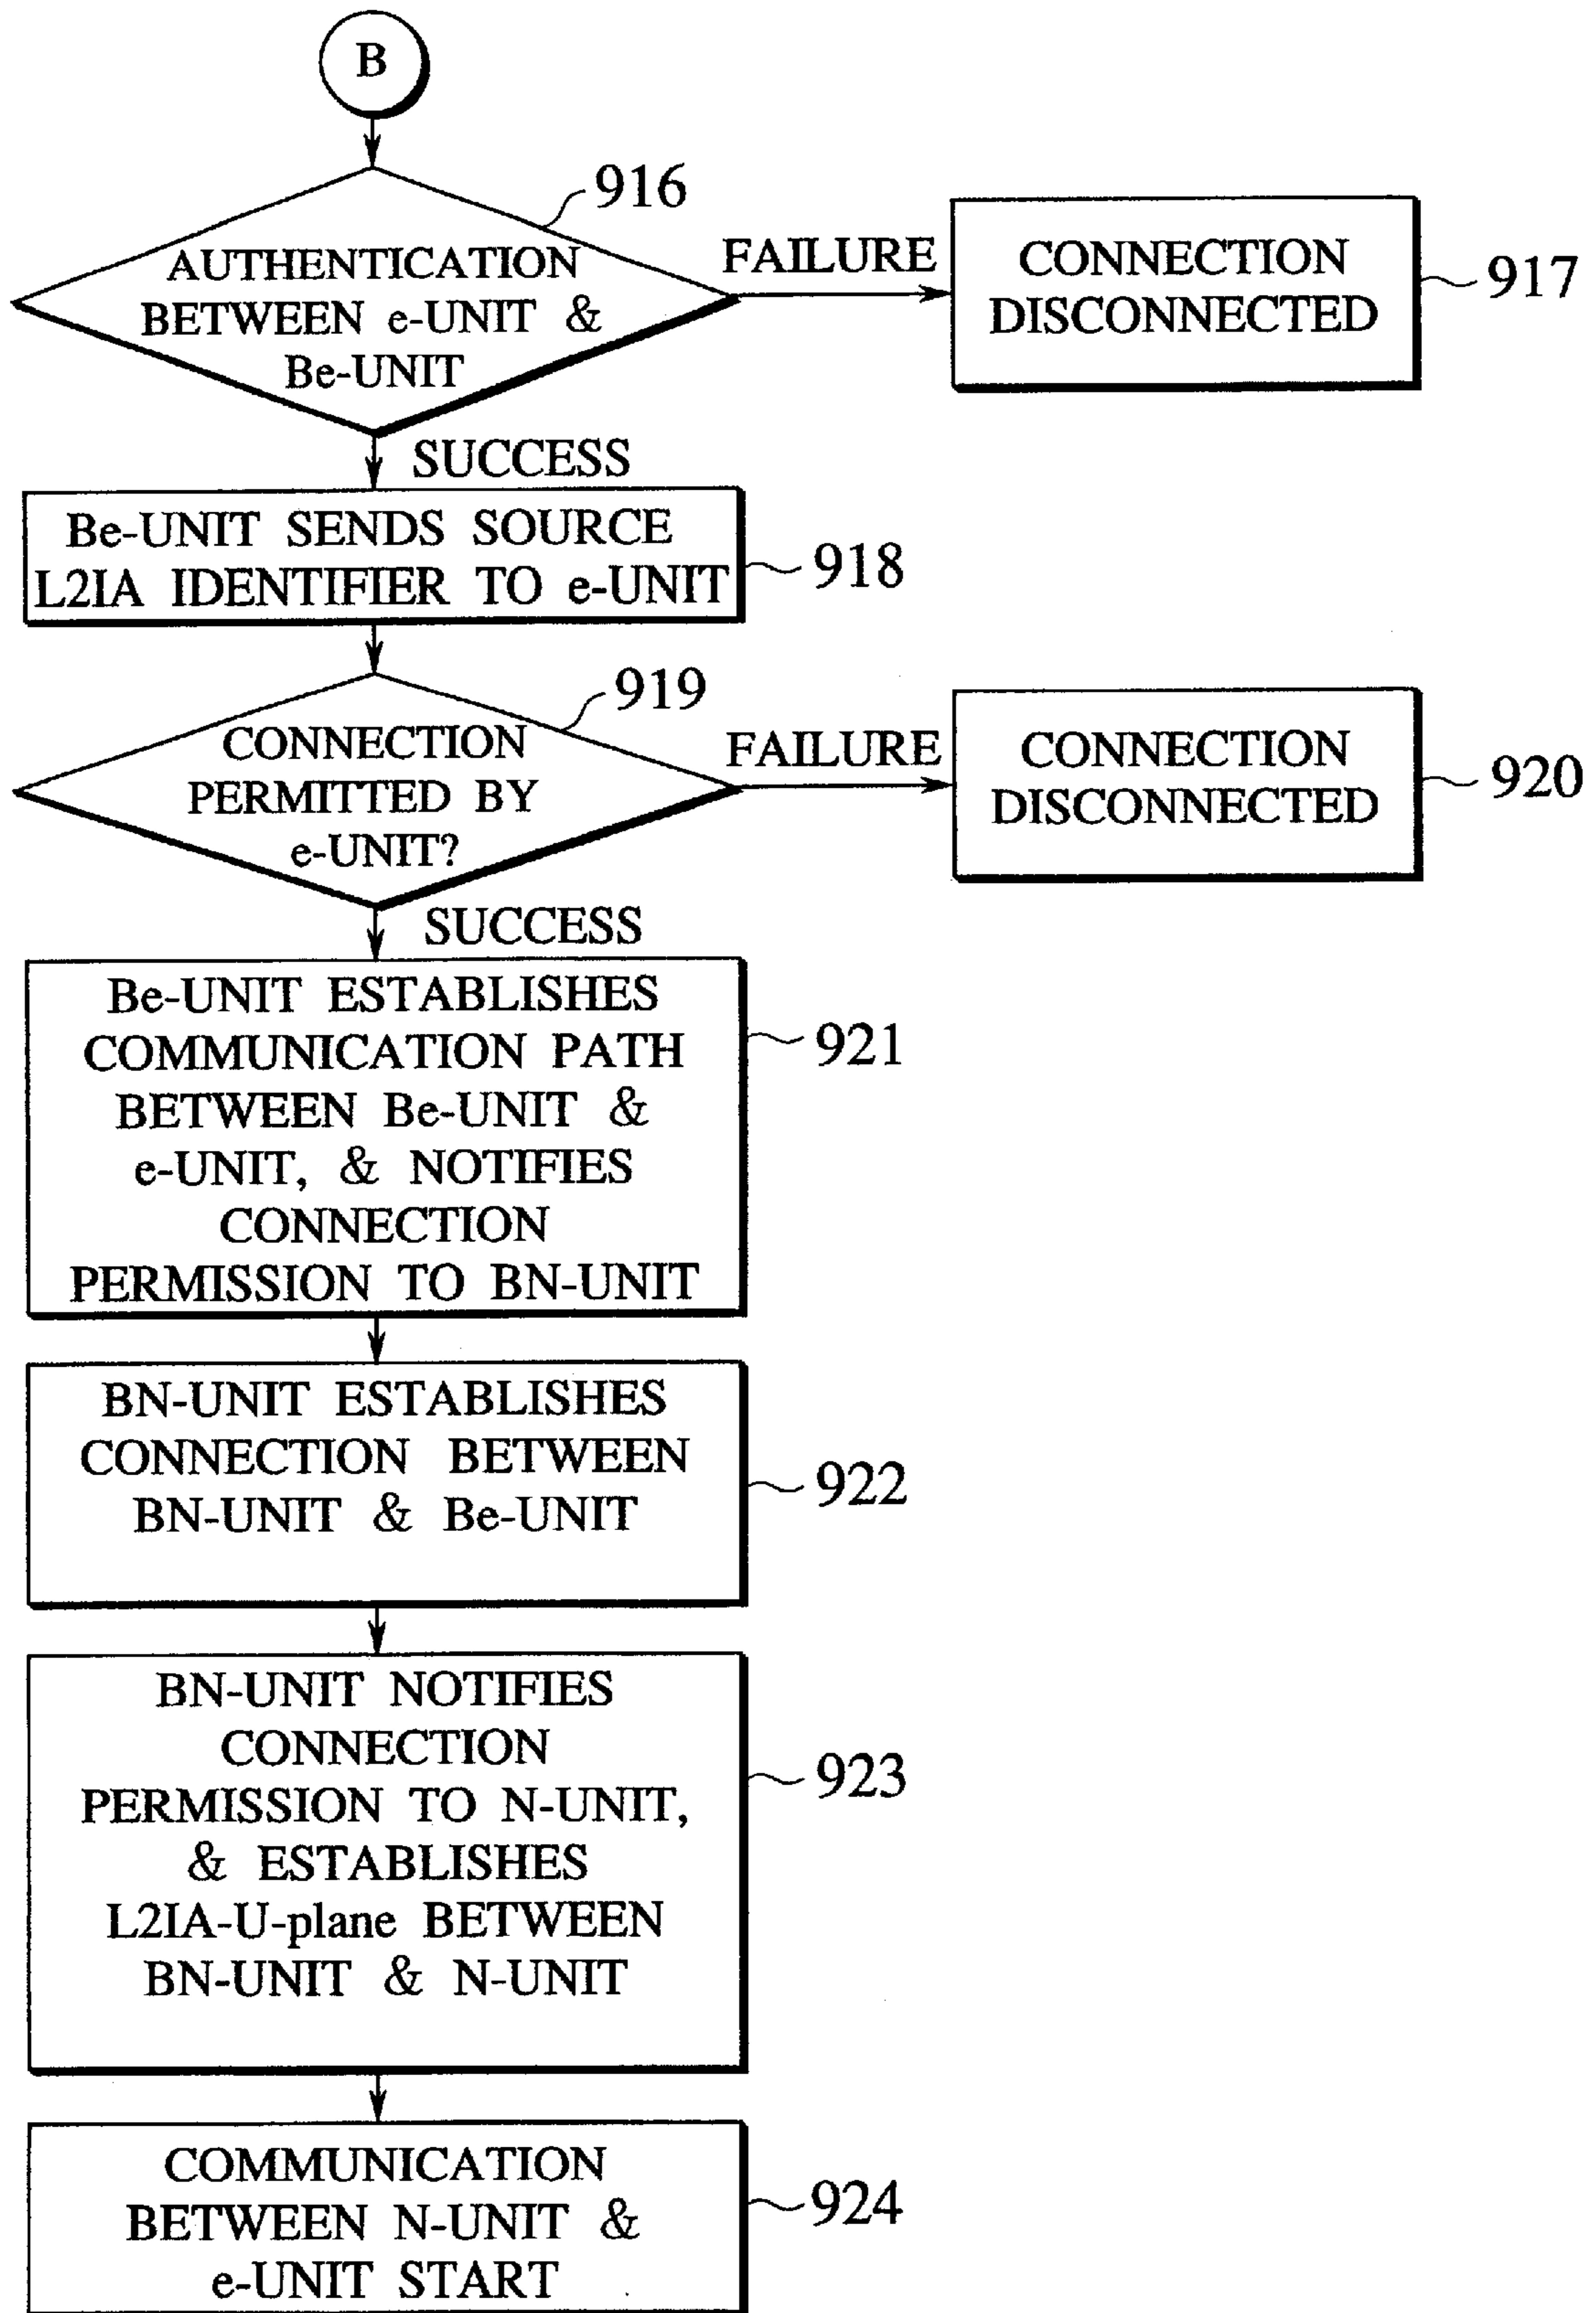 B
916
AUTHENTICATION
BETWEEN e-UNIT &
Be-UNIT
FAILURE
CONNECTION
DISCONNECTED
917
SUCCESS
Be-UNIT SENDS SOURCE
L2IA IDENTIFIER TO e-UNIT
918
919
CONNECTION
PERMITTED BY
e-UNIT?
FAILURE
CONNECTION
DISCONNECTED
920
SUCCESS
Be-UNIT ESTABLISHES
COMMUNICATION PATH
BETWEEN Be-UNIT &
e-UNIT, & NOTIFIES
CONNECTION
PERMISSION TO BN-UNIT
921
BN-UNIT ESTABLISHES
CONNECTION BETWEEN
BN-UNIT & Be-UNIT
922
BN-UNIT NOTIFIES
CONNECTION
PERMISSION TO N-UNIT,
& ESTABLISHES
L2IA-U-plane BETWEEN
BN-UNIT & N-UNIT
923
COMMUNICATION
BETWEEN N-UNIT &
e-UNIT START
924